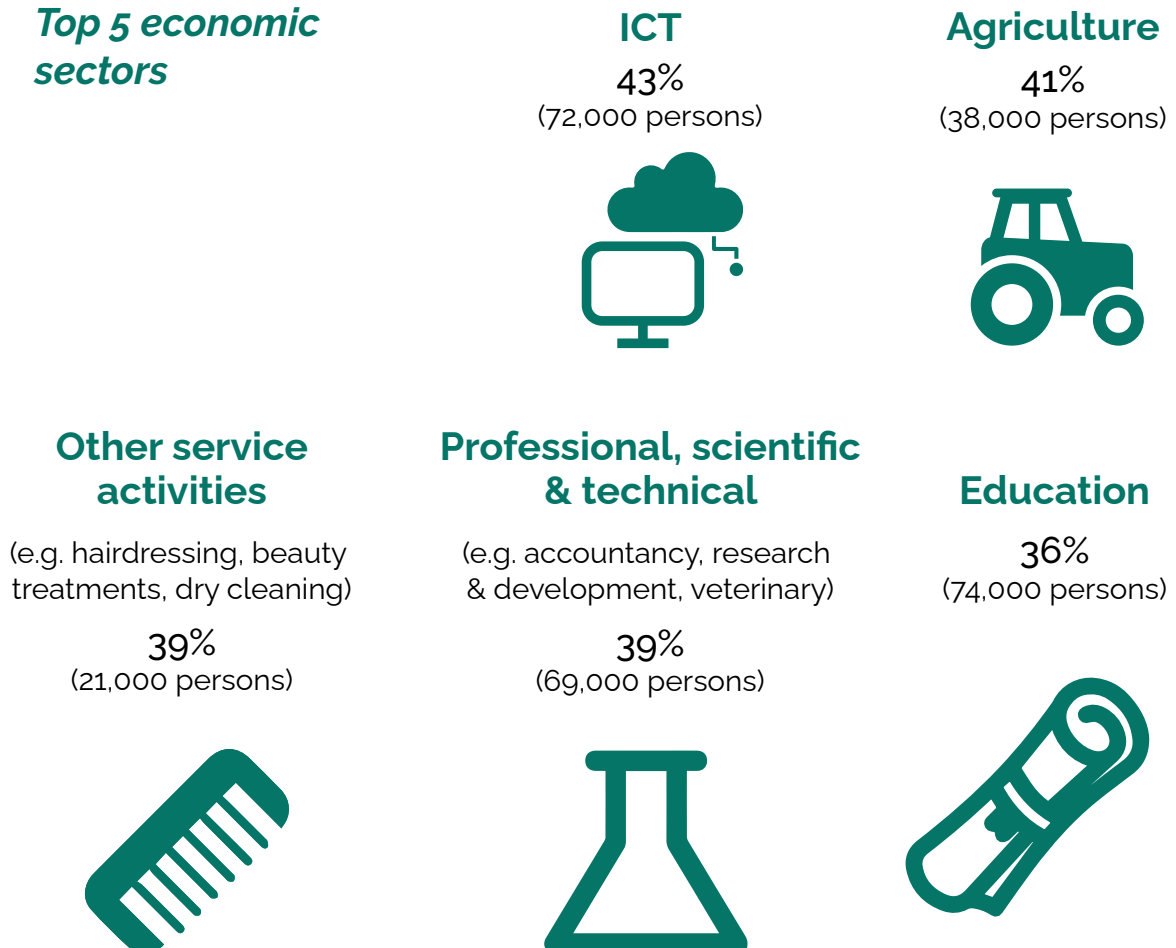 Top 5 economic
sectors
ICT
43%
(72,000 persons)
Agriculture
41%
(38,000 persons)
Other service
activities
(e.g. hairdressing, beauty
treatments, dry cleaning)
39%
(21,000 persons)
Professional, scientific
& technical
(e.g. accountancy, research
& development, veterinary)
39%
(69,000 persons)
Education
36%
(74,000 persons)